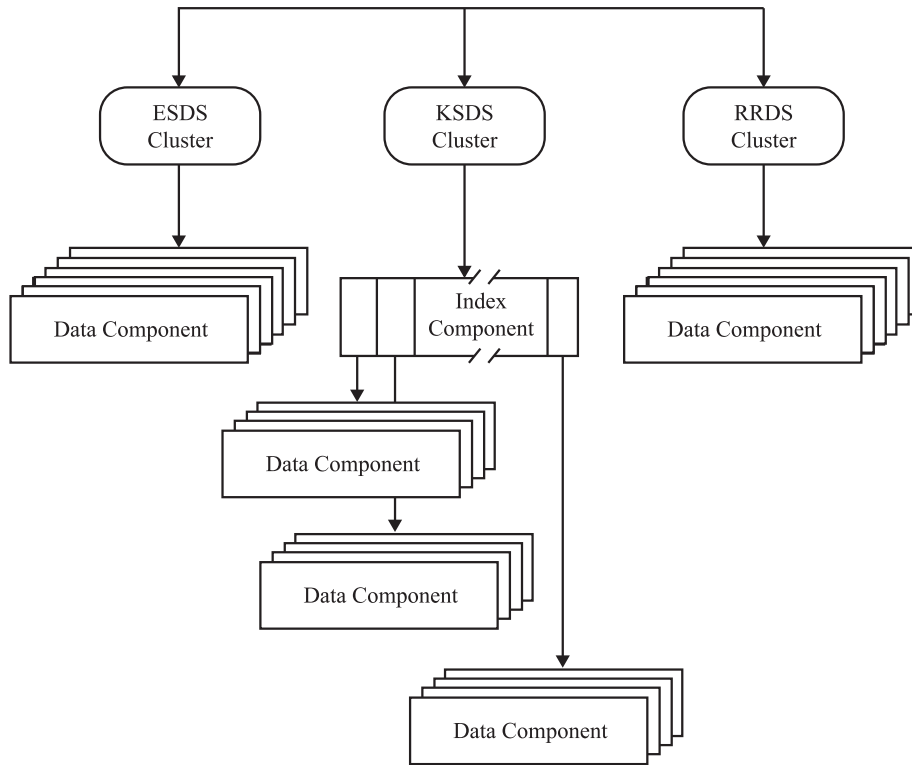 ESDS
Cluster
KSDS
Cluster
RRDS
Cluster
Data Component
Index
Component
Data Component
Data Component
Data Component
Data Component